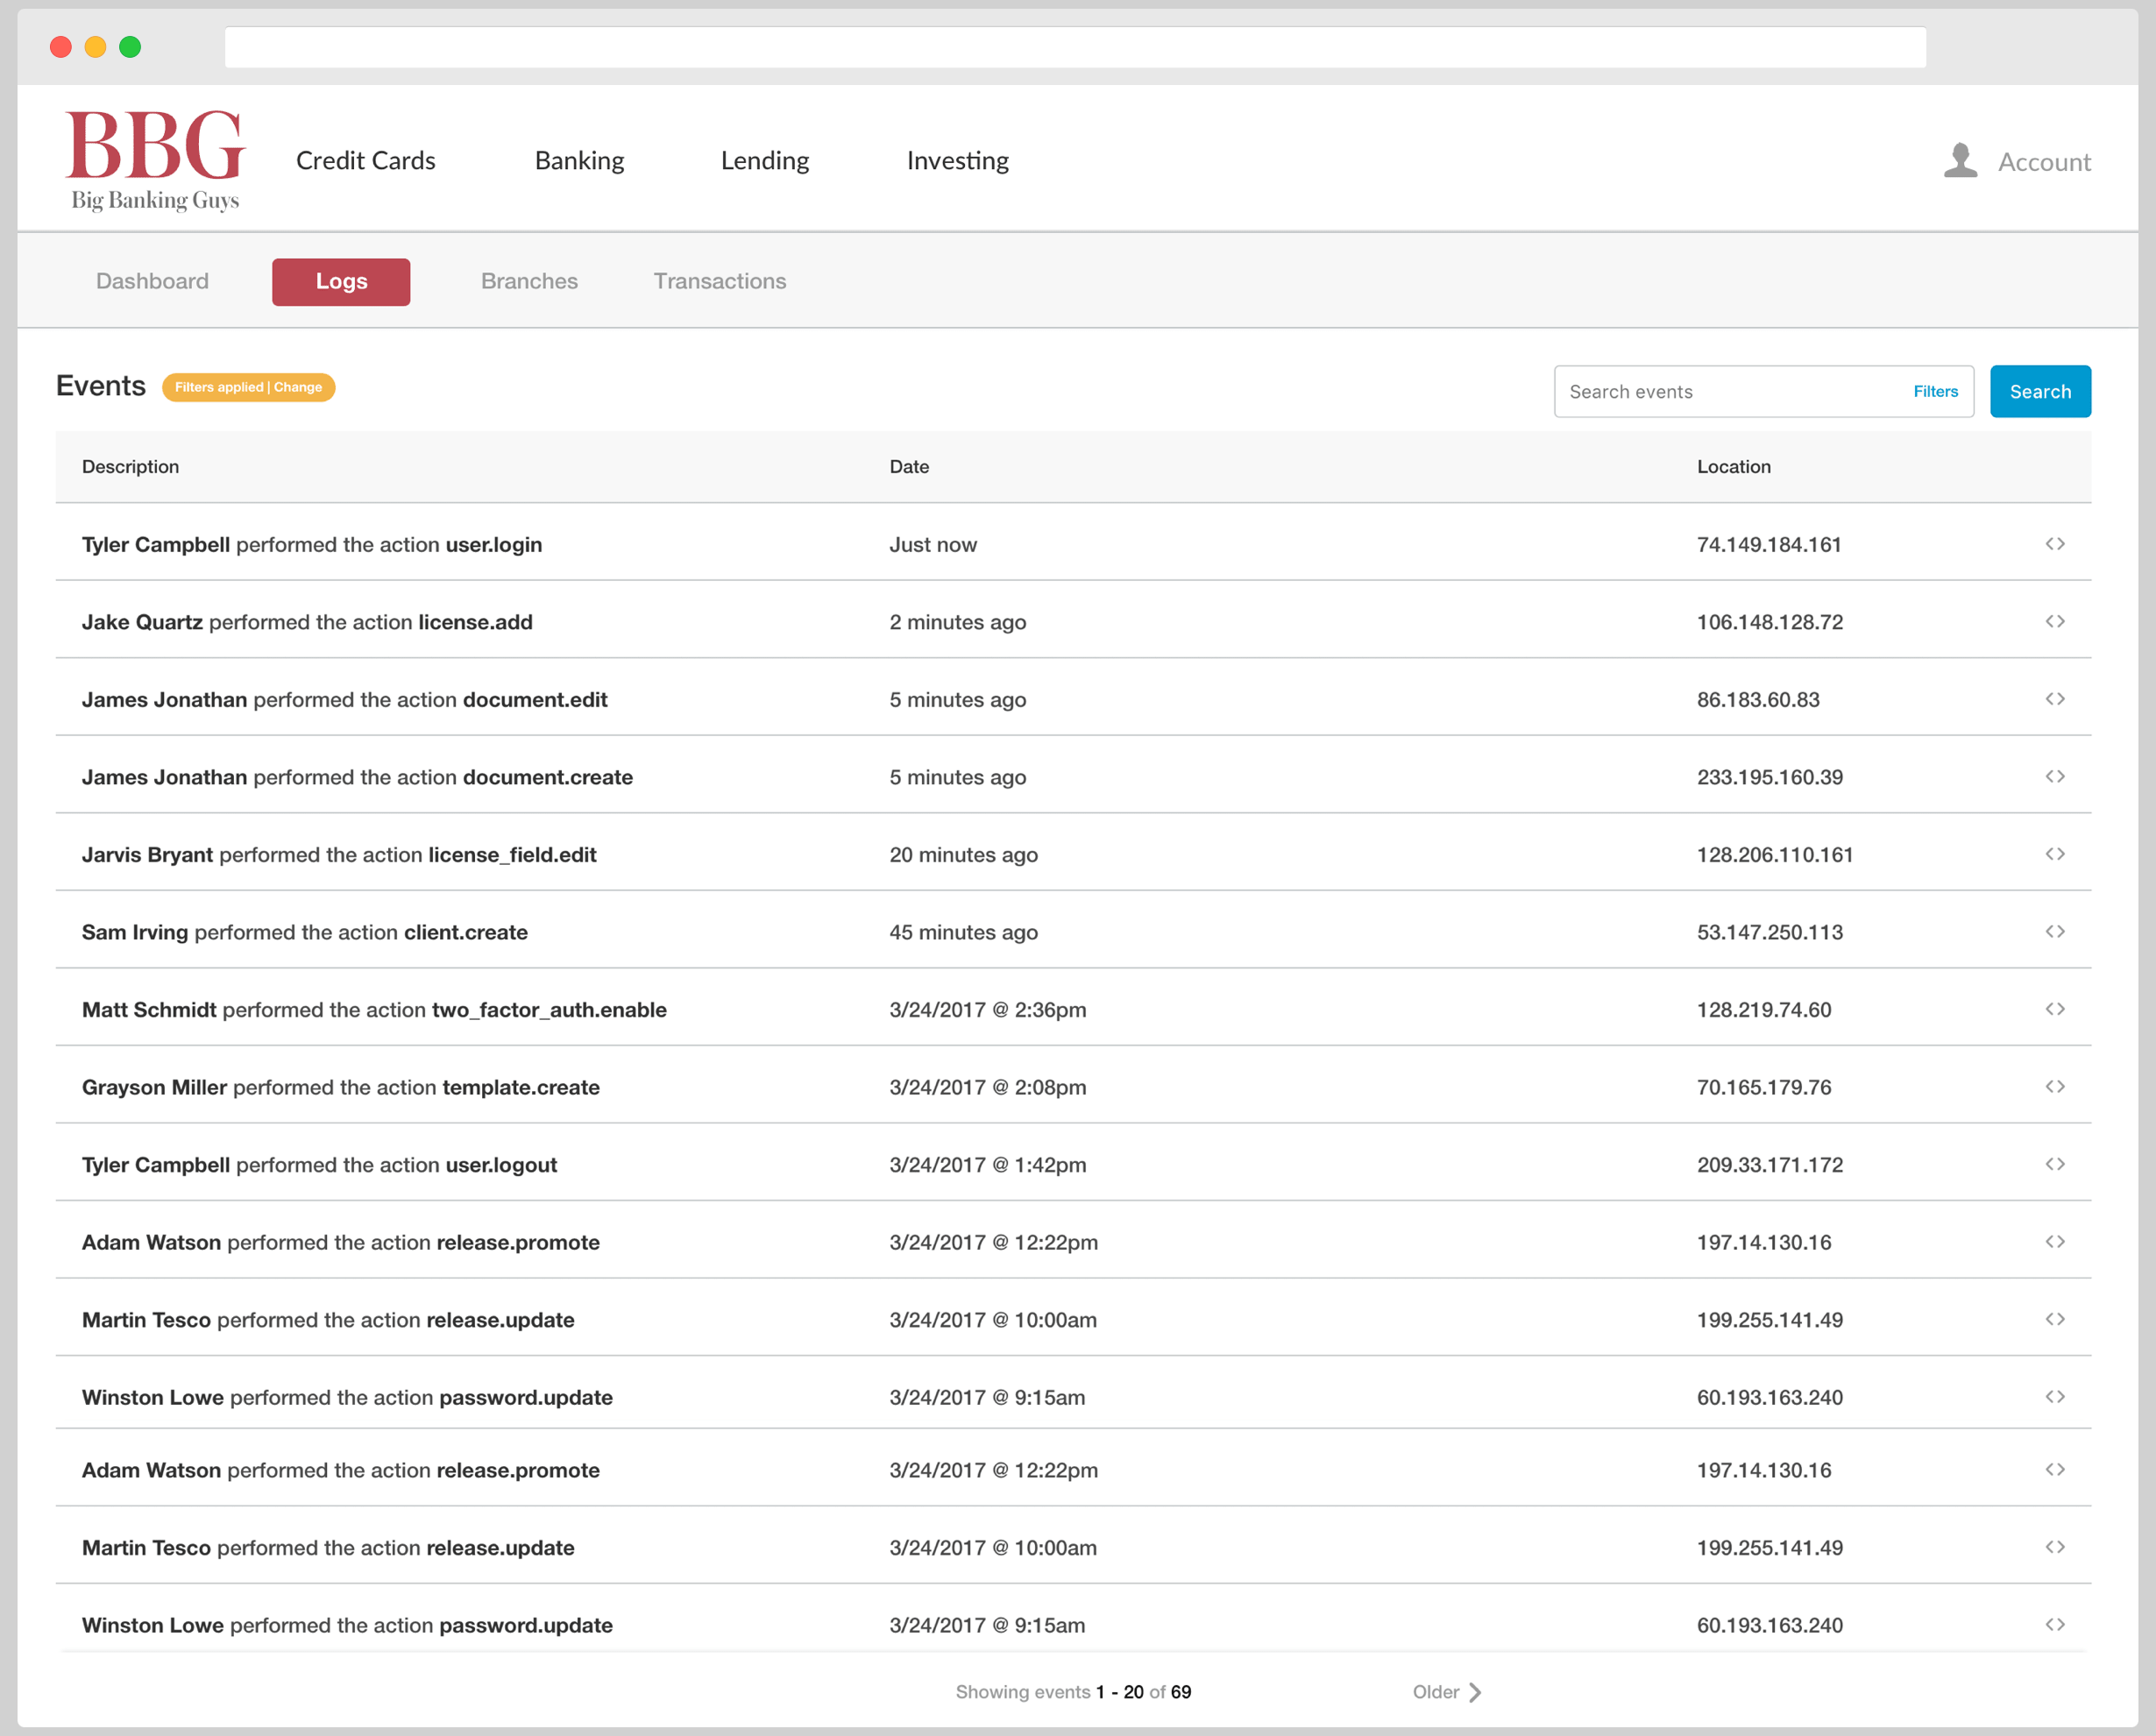 BBG
Big Banking Guys
Credit Cards Banking Lending Investing Account
Dashboard Logs Branches Transactions
Events Filters applied | Change Search events Filters Search
Description Date Location
Tyler Campbell performed the action user.login Just now 74.149.184.161 <>
Jake Quartz performed the action license.add 2 minutes ago 106.148.128.72 <>
James Jonathan performed the action document.edit 5 minutes ago 86.183.60.83 <>
James Jonathan performed the action document.create 5 minutes ago 233.195.160.39 <>
Jarvis Bryant performed the action license_field.edit 20 minutes ago 128.206.110.161 <>
Sam Irving performed the action client.create 45 minutes ago 53.147.250.113 <>
Matt Schmidt performed the action two_factor_auth.enable 3/24/2017 @ 2:36pm 128.219.74.60 <>
Grayson Miller performed the action template.create 3/24/2017 @ 2:08pm 70.165.179.76 <>
Tyler Campbell performed the action user.logout 3/24/2017 @ 1:42pm 209.33.171.172 <>
Adam Watson performed the action release.promote 3/24/2017 @ 12:22pm 197.14.130.16 <>
Martin Tesco performed the action release.update 3/24/2017 @ 10:00am 199.255.141.49 <>
Winston Lowe performed the action password.update 3/24/2017 @ 9:15am 60.193.163.240 <>
Adam Watson performed the action release.promote 3/24/2017 @ 12:22pm 197.14.130.16 <>
Martin Tesco performed the action release.update 3/24/2017 @ 10:00am 199.255.141.49 <>
Winston Lowe performed the action password.update 3/24/2017 @ 9:15am 60.193.163.240 <>
Showing events 1 - 20 of 69 Older >